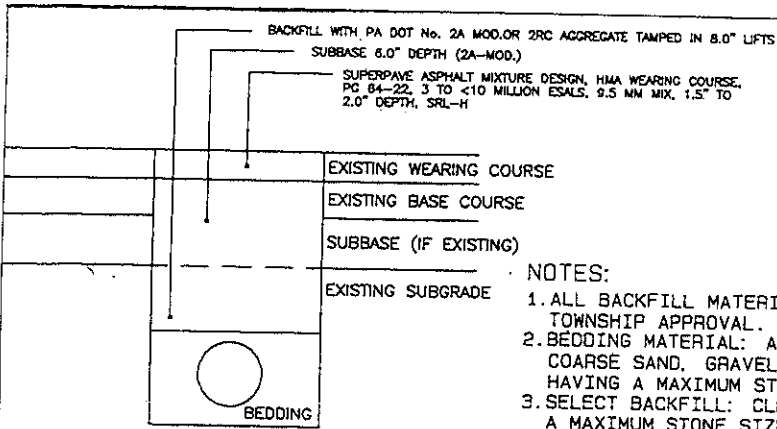 BACKFILL WITH PA DOT No. 2A MOD.OR 2RC AGGREGATE TAMPED IN 8.0" LIFTS
SUBBASE 6.0" DEPTH (2A-MOD.)
SUPERPAVE ASPHALT MIXTURE DESIGN, HMA WEARING COURSE,
PG 64-22, 3 TO <10 MILLION ESALS, 9.5 MM MIX, 1.5" TO
2.0" DEPTH, SRL-H
EXISTING WEARING COURSE
EXISTING BASE COURSE
SUBBASE (IF EXISTING)
EXISTING SUBGRADE
BEDDING
NOTES:
1. ALL BACKFILL MATERI
TOWNSHIP APPROVAL.
2. BEDDING MATERIAL: A
COARSE SAND, GRAVEL
HAVING A MAXIMUM ST
3. SELECT BACKFILL: CL
A MAXIMUM STONE SIZ